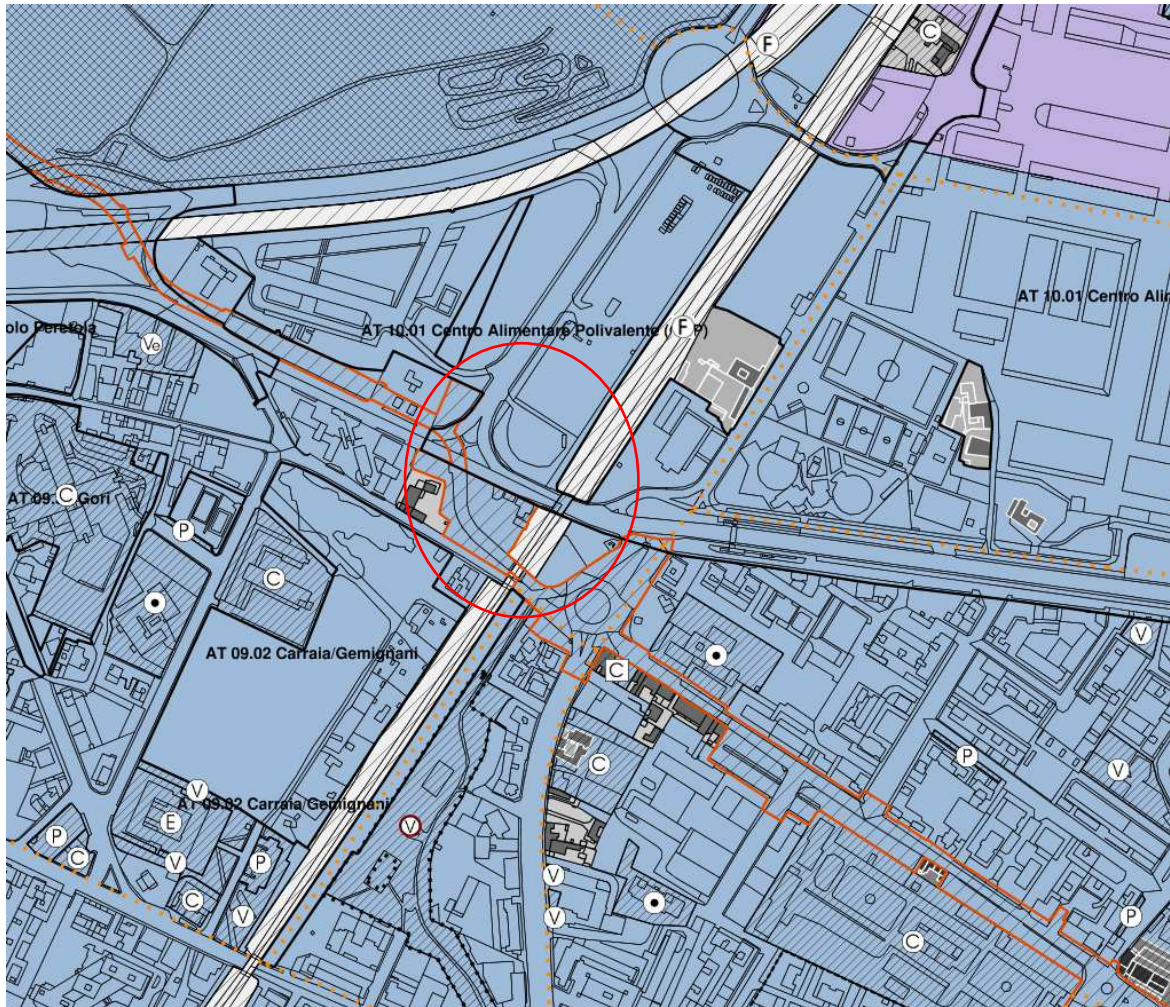 C
F
AT 10.01 Centro Ali
AT 10.01 Centro Alimentare Polivalente (
F
P)
olo Peretola
Ve
C
AT 09.
Gori
P
C
V
AT 09.02 Carraia/Gemignani
C
P
C
V
V
AT 09.02 Carraia/Gemignani
E
V
P
P
V
C
C
V
V
V
P
C